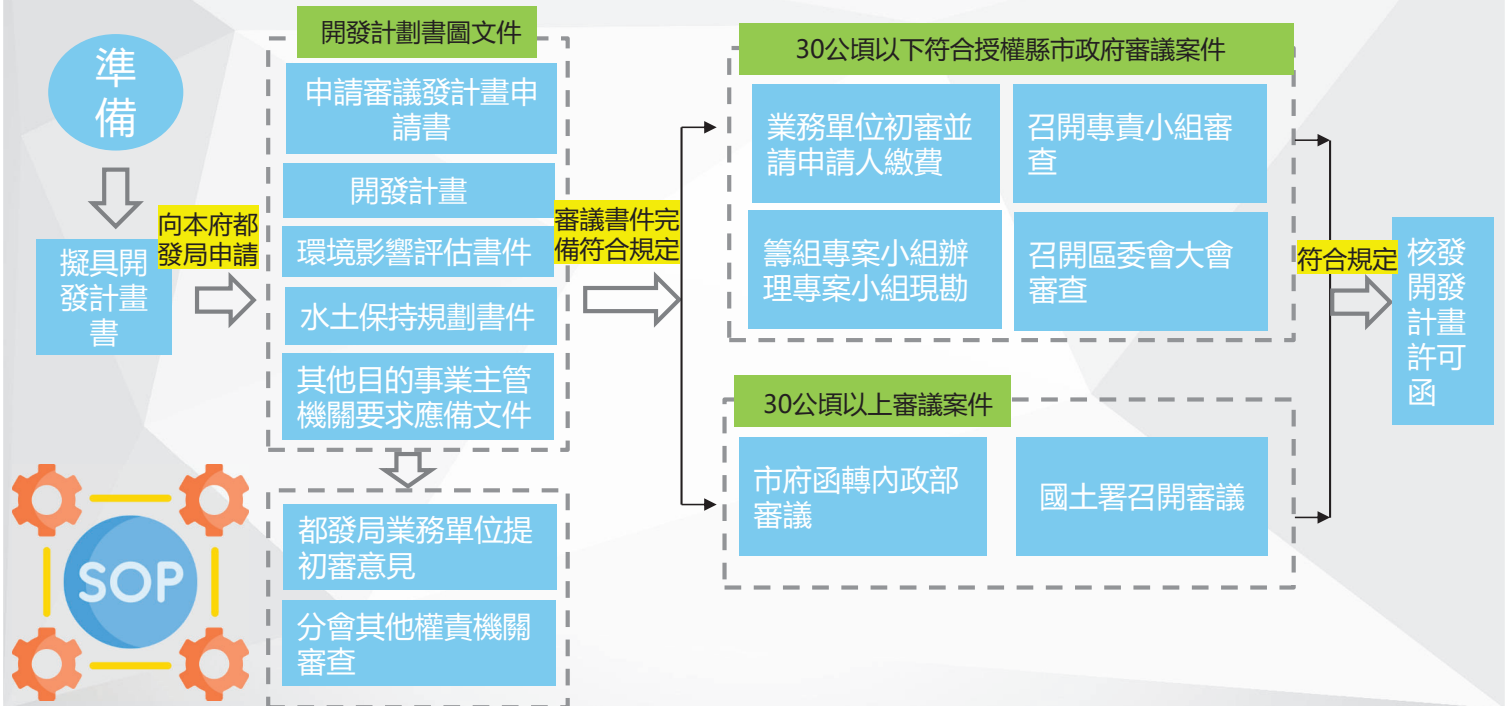 準
備
擬具開
發計畫
書
向本府都
發局申請
開發計劃書圖文件
申請審議發計畫申
請書
開發計畫
環境影響評估書件
水土保持規劃書件
其他目的事業主管
機關要求應備文件
都發局業務單位提
初審意見
分會其他權責機關
審查
審議書件完
備符合規定
30公頃以下符合授權縣市政府審議案件
業務單位初審並
請申請人繳費
召開專責小組審
查
籌組專案小組辦
理專案小組現勘
召開區委會大會
審查
30公頃以上審議案件
市府函轉內政部
審議
國土署召開審議
符合規定
核發
開發
計畫
許可
函
SOP